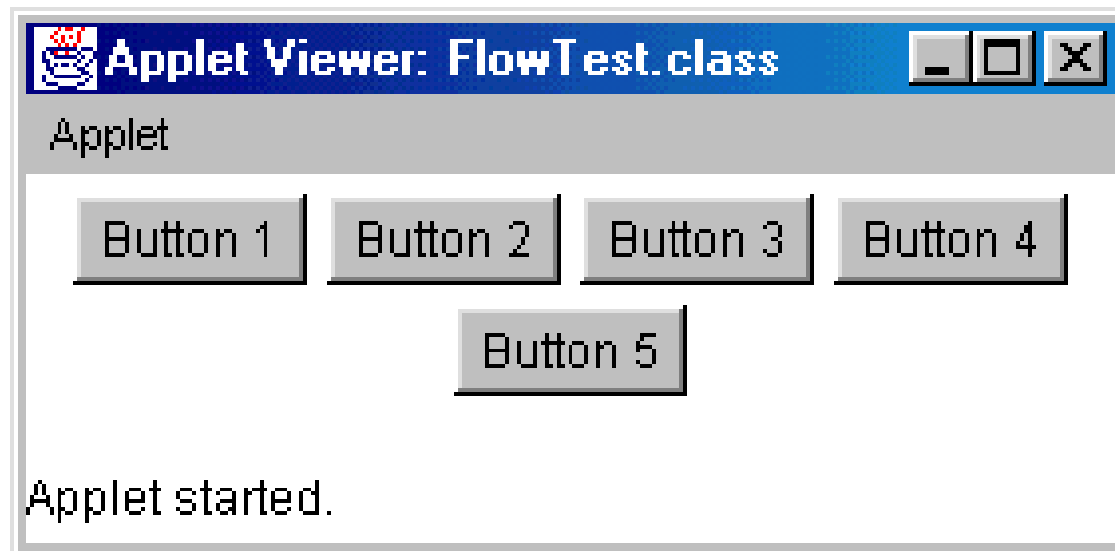 Applet Viewer: FlowTest.class
Applet
Button 1 Button 2 Button 3 Button 4
Button 5
Applet started.